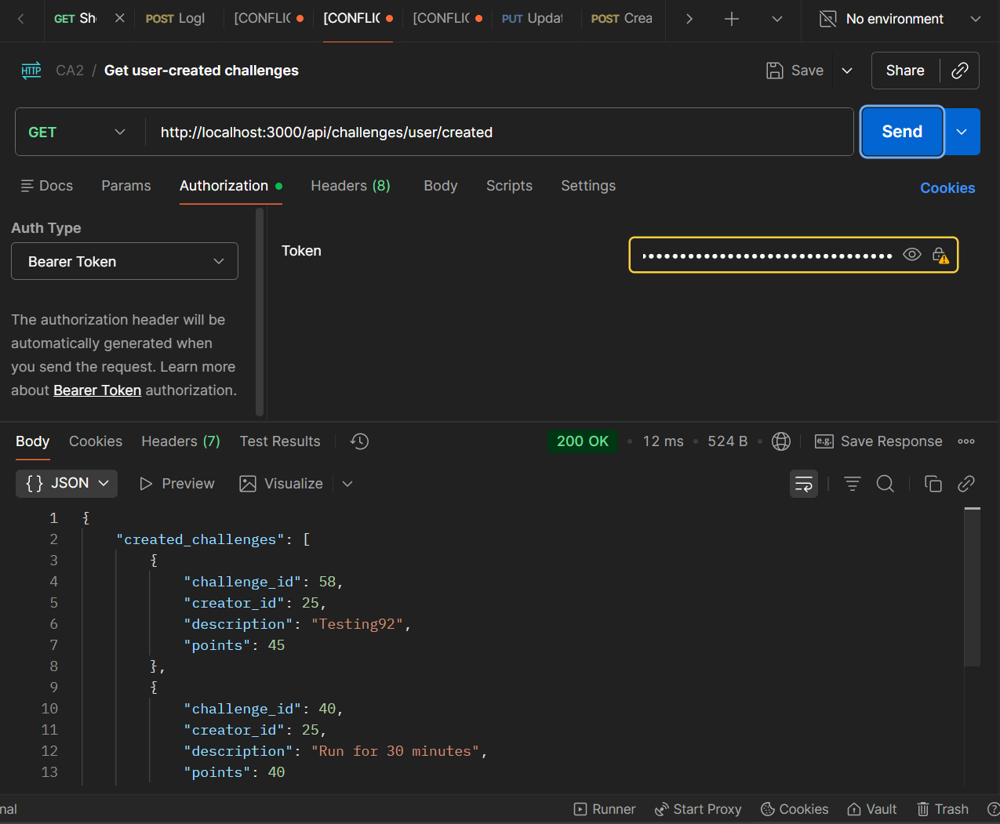 GET Sh
POST LogI
[CONFLIC
[CONFLIC
[CONFLIC
PUT Updat
POST Crea
No environment
HTTP CA2 / Get user-created challenges
Save
Share
GET http://localhost:3000/api/challenges/user/created
Send
Docs Params Authorization Headers (8) Body Scripts Settings Cookies
Auth Type
Bearer Token
Token
The authorization header will be
automatically generated when
you send the request. Learn more
about Bearer Token authorization.
Body Cookies Headers (7) Test Results
200 OK • 12 ms • 524 B
e.g. Save Response
{} JSON Preview Visualize
1 {
2 "created_challenges": [
3 {
4 "challenge_id": 58,
5 "creator_id": 25,
6 "description": "Testing92",
7 "points": 45
8 },
9 {
10 "challenge_id": 40,
11 "creator_id": 25,
12 "description": "Run for 30 minutes",
13 "points": 40
nal Runner Start Proxy Cookies Vault Trash